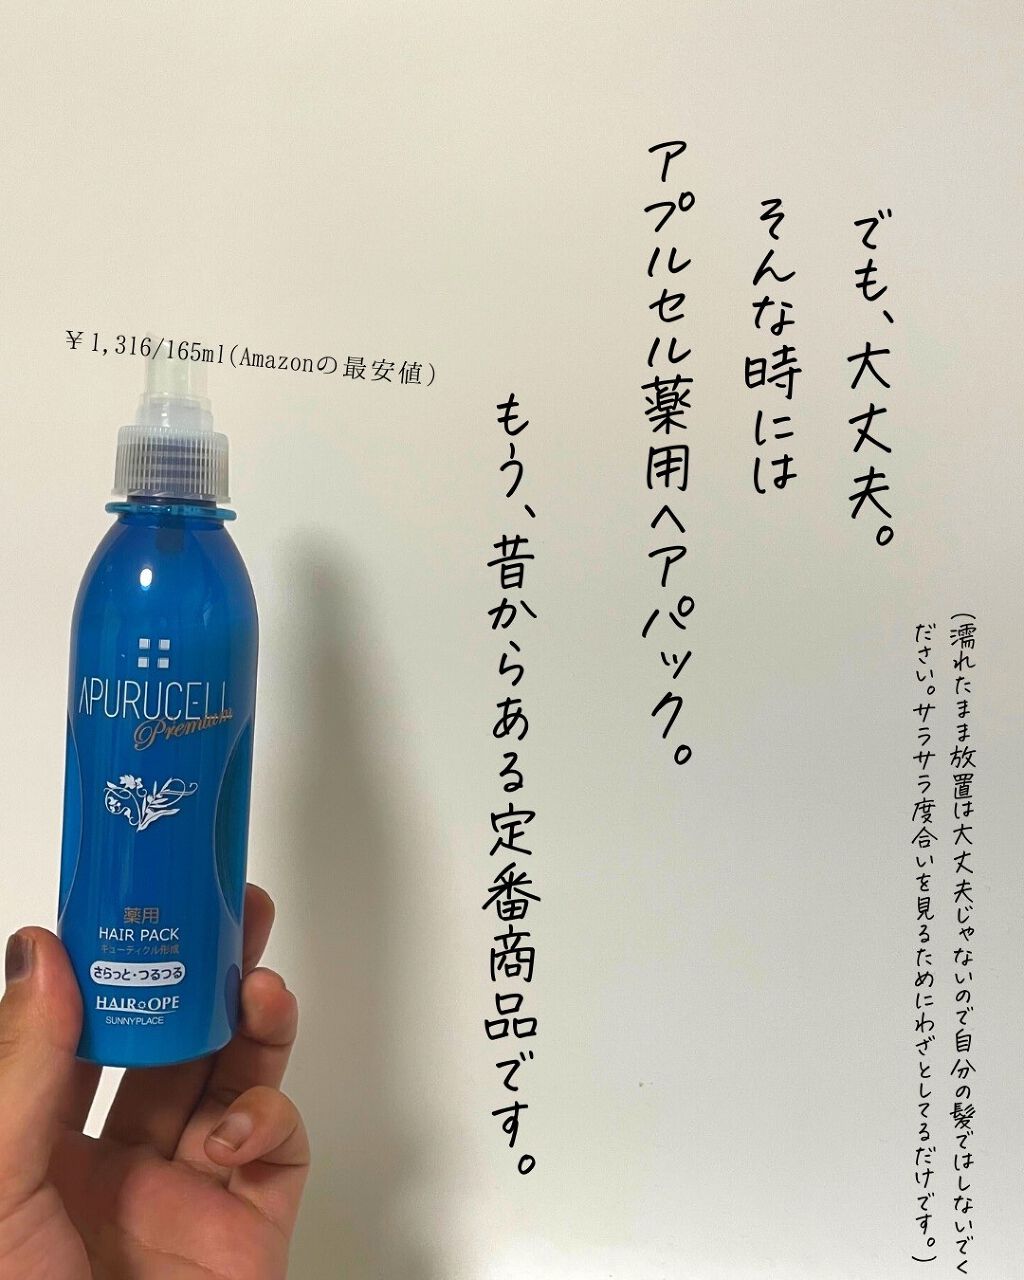 でも、大丈夫。
(濡れたまま放置は大丈夫じゃないので自分の髪ではしないでく
ださい。サラサラ度合いを見るためにわざとしてるだけです。)
そんな時には
アプルセル薬用ヘアパック。
もう、昔からある定番商品です。
¥1,316/165ml(Amazonの最安値)
APURUCELL
Premium
薬用
HAIR PACK
キューティクル形成
さらっと・つるつる
HAIR OPE
SUNNYPLACE